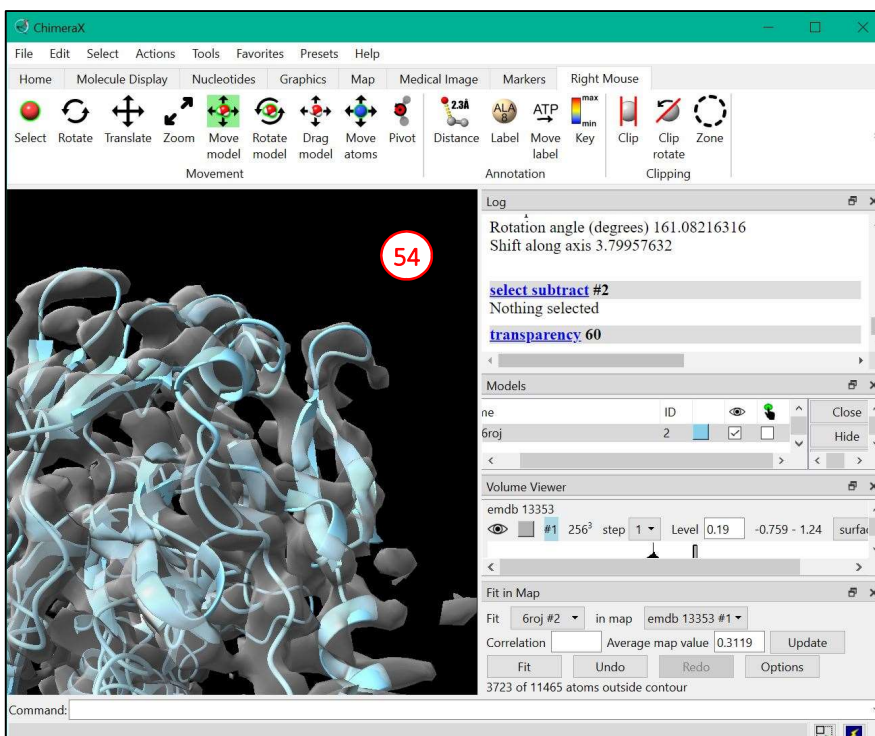 ChimeraX
File Edit Select Actions Tools Favorites Presets Help
Home Molecule Display Nucleotides Graphics Map Medical Image Markers Right Mouse
2.3Å ALA 8 ATP max min
Select Rotate Translate Zoom Move model Rotate model Drag model Move atoms Pivot Distance Label Move label Key Clip Clip rotate Zone
Movement Annotation Clipping
54
Log
Rotation angle (degrees) 161.08216316
Shift along axis 3.79957632
select subtract #2
Nothing selected
transparency 60
Models
ne ID Close
6roj 2 Hide
Volume Viewer
emdb 13353
#1 256³ step 1 Level 0.19 -0.759 - 1.24 surfa
Fit in Map
Fit 6roj #2 in map emdb 13353 #1
Correlation Average map value 0.3119 Update
Fit Undo Redo Options
3723 of 11465 atoms outside contour
Command: